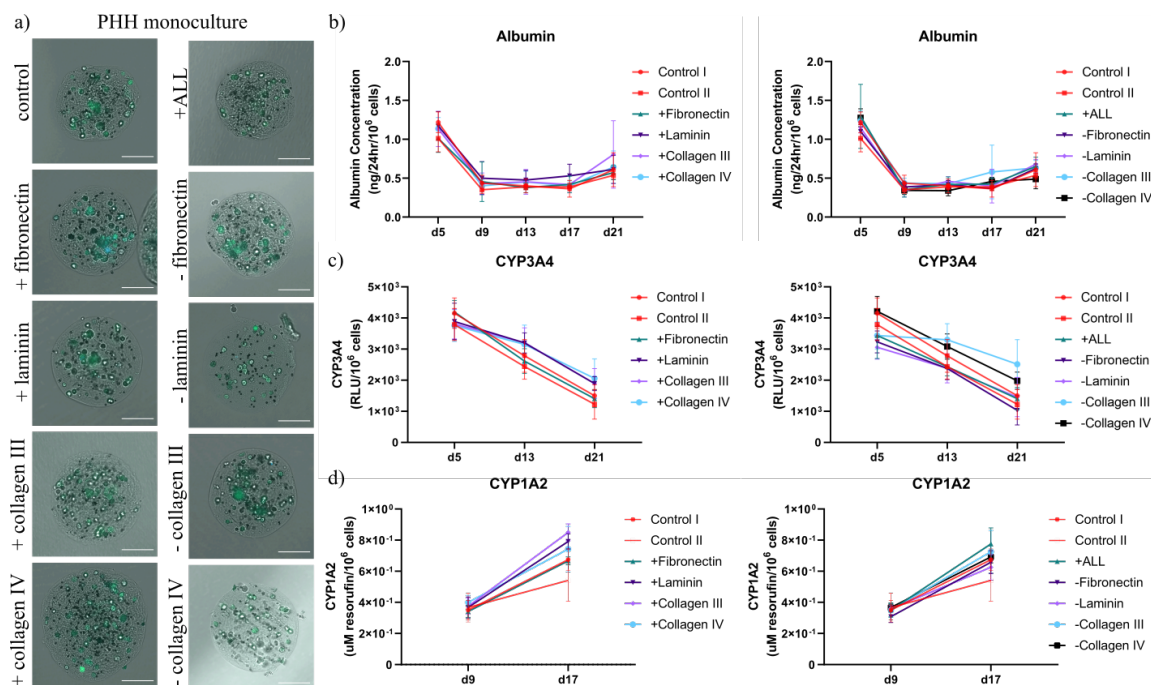 a)
PHH monoculture
control
+ALL
+ fibronectin
- fibronectin
+ laminin
- laminin
+ collagen III
- collagen III
+ collagen IV
- collagen IV
b)
Albumin
Albumin Concentration
(ng/24hr/10⁶ cells)
2.0
1.5
1.0
0.5
0.0
d5 d9 d13 d17 d21
Control I
Control II
+Fibronectin
+Laminin
+Collagen III
+Collagen IV
Albumin
Albumin Concentration
(ng/24hr/10⁶ cells)
2.0
1.5
1.0
0.5
0.0
d5 d9 d13 d17 d21
Control I
Control II
+ALL
-Fibronectin
-Laminin
-Collagen III
-Collagen IV
c)
CYP3A4
CYP3A4
(RLU/10⁶ cells)
5×10³
4×10³
3×10³
2×10³
1×10³
0
d5 d13 d21
Control I
Control II
+Fibronectin
+Laminin
+Collagen III
+Collagen IV
CYP3A4
CYP3A4
(RLU/10⁶ cells)
5×10³
4×10³
3×10³
2×10³
1×10³
0
d5 d13 d21
Control I
Control II
+ALL
-Fibronectin
-Laminin
-Collagen III
-Collagen IV
d)
CYP1A2
CYP1A2
(uM resorufin/10⁶ cells)
1×10⁰
8×10⁻¹
6×10⁻¹
4×10⁻¹
2×10⁻¹
0
d9 d17
Control I
Control II
+Fibronectin
+Laminin
+Collagen III
+Collagen IV
CYP1A2
CYP1A2
(uM resorufin/10⁶ cells)
1×10⁰
8×10⁻¹
6×10⁻¹
4×10⁻¹
2×10⁻¹
0
d9 d17
Control I
Control II
+ALL
-Fibronectin
-Laminin
-Collagen III
-Collagen IV